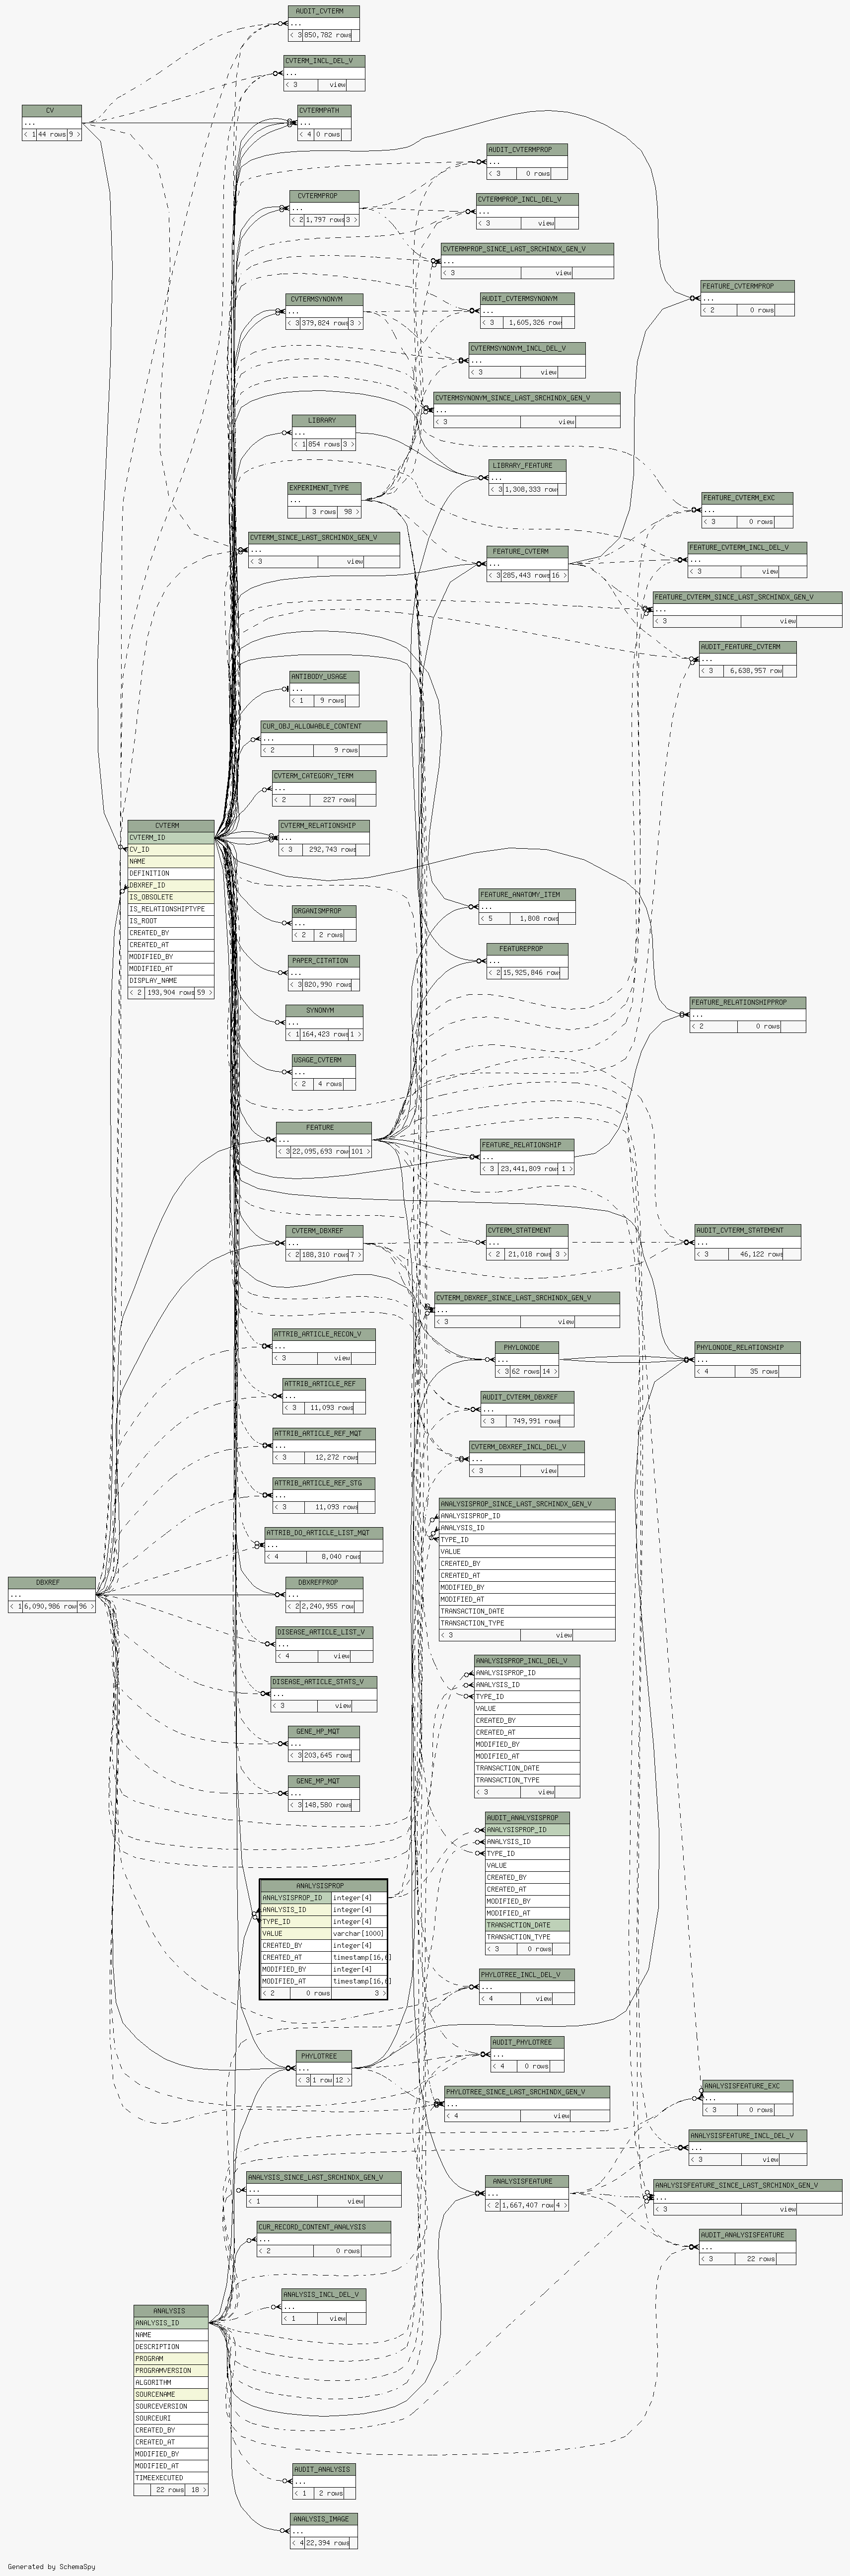 AUDIT_CVTERM
...
< 3 850,782 rows
CVTERM_INCL_DEL_V
...
< 3 view
CV
...
< 1 44 rows 9 >
CVTERMPATH
...
< 4 0 rows
AUDIT_CVTERMPROP
...
< 3 0 rows
CVTERMPROP
...
< 2 1,797 rows 3 >
CVTERMPROP_INCL_DEL_V
...
< 3 view
CVTERMPROP_SINCE_LAST_SRCHINDX_GEN_V
...
< 3 view
FEATURE_CVTERMPROP
...
< 2 0 rows
CVTERMSYNONYM
...
< 3 379,824 rows 3 >
AUDIT_CVTERMSYNONYM
...
< 3 1,605,326 row
CVTERMSYNONYM_INCL_DEL_V
...
< 3 view
CVTERMSYNONYM_SINCE_LAST_SRCHINDX_GEN_V
...
< 3 view
LIBRARY
...
< 1 854 rows 3 >
LIBRARY_FEATURE
...
< 3 1,308,333 row
EXPERIMENT_TYPE
...
3 rows 98 >
FEATURE_CVTERM_EXC
...
< 3 0 rows
CVTERM_SINCE_LAST_SRCHINDX_GEN_V
...
< 3 view
FEATURE_CVTERM
...
< 3 285,443 rows 16 >
FEATURE_CVTERM_INCL_DEL_V
...
< 3 view
FEATURE_CVTERM_SINCE_LAST_SRCHINDX_GEN_V
...
< 3 view
AUDIT_FEATURE_CVTERM
...
< 3 6,638,957 row
ANTIBODY_USAGE
...
< 1 9 rows
CUR_OBJ_ALLOWABLE_CONTENT
...
< 2 9 rows
CVTERM_CATEGORY_TERM
...
< 2 227 rows
CVTERM_RELATIONSHIP
...
< 3 292,743 rows
CVTERM
CVTERM_ID
CV_ID
NAME
DEFINITION
DBXREF_ID
IS_OBSOLETE
IS_RELATIONSHIPTYPE
IS_ROOT
CREATED_BY
CREATED_AT
MODIFIED_BY
MODIFIED_AT
DISPLAY_NAME
< 2 193,904 rows 59 >
FEATURE_ANATOMY_ITEM
...
< 5 1,808 rows
ORGANISMPROP
...
< 2 2 rows
FEATUREPROP
...
< 2 15,925,846 row
PAPER_CITATION
...
< 3 820,990 rows
FEATURE_RELATIONSHIPPROP
...
< 2 0 rows
SYNONYM
...
< 1 164,423 rows 1 >
USAGE_CVTERM
...
< 2 4 rows
FEATURE
...
< 3 22,095,693 row 101 >
FEATURE_RELATIONSHIP
...
< 3 23,441,809 row 1 >
CVTERM_DBXREF
...
< 2 188,310 rows 7 >
CVTERM_STATEMENT
...
< 2 21,018 rows 3 >
AUDIT_CVTERM_STATEMENT
...
< 3 46,122 rows
CVTERM_DBXREF_SINCE_LAST_SRCHINDX_GEN_V
...
< 3 view
ATTRIB_ARTICLE_RECON_V
...
< 3 view
PHYLONODE
...
< 3 62 rows 14 >
PHYLONODE_RELATIONSHIP
...
< 4 35 rows
ATTRIB_ARTICLE_REF
...
< 3 11,093 rows
AUDIT_CVTERM_DBXREF
...
< 3 749,991 rows
ATTRIB_ARTICLE_REF_MQT
...
< 3 12,272 rows
CVTERM_DBXREF_INCL_DEL_V
...
< 3 view
ATTRIB_ARTICLE_REF_STG
...
< 3 11,093 rows
ATTRIB_DO_ARTICLE_LIST_MQT
...
< 4 8,040 rows
ANALYSISPROP_SINCE_LAST_SRCHINDX_GEN_V
ANALYSISPROP_ID
ANALYSIS_ID
TYPE_ID
VALUE
CREATED_BY
CREATED_AT
MODIFIED_BY
MODIFIED_AT
TRANSACTION_DATE
TRANSACTION_TYPE
< 3 view
DBXREF
...
< 1 6,090,986 row 96 >
DBXREFPROP
...
< 2 2,240,955 row
DISEASE_ARTICLE_LIST_V
...
< 4 view
DISEASE_ARTICLE_STATS_V
...
< 3 view
ANALYSISPROP_INCL_DEL_V
ANALYSISPROP_ID
ANALYSIS_ID
TYPE_ID
VALUE
CREATED_BY
CREATED_AT
MODIFIED_BY
MODIFIED_AT
TRANSACTION_DATE
TRANSACTION_TYPE
< 3 view
GENE_HP_MQT
...
< 3 203,645 rows
GENE_MP_MQT
...
< 3 148,580 rows
AUDIT_ANALYSISPROP
ANALYSISPROP_ID
ANALYSIS_ID
TYPE_ID
VALUE
CREATED_BY
CREATED_AT
MODIFIED_BY
MODIFIED_AT
TRANSACTION_DATE
TRANSACTION_TYPE
< 3 0 rows
ANALYSISPROP
ANALYSISPROP_ID integer[4]
ANALYSIS_ID integer[4]
TYPE_ID integer[4]
VALUE varchar[1000]
CREATED_BY integer[4]
CREATED_AT timestamp[16,6]
MODIFIED_BY integer[4]
MODIFIED_AT timestamp[16,6]
< 2 0 rows 3 >
PHYLOTREE_INCL_DEL_V
...
< 4 view
AUDIT_PHYLOTREE
...
< 4 0 rows
PHYLOTREE
...
< 3 1 row 12 >
PHYLOTREE_SINCE_LAST_SRCHINDX_GEN_V
...
< 4 view
ANALYSISFEATURE_EXC
...
< 3 0 rows
ANALYSISFEATURE_INCL_DEL_V
...
< 3 view
ANALYSIS_SINCE_LAST_SRCHINDX_GEN_V
...
< 1 view
ANALYSISFEATURE
...
< 2 1,667,407 row 4 >
ANALYSISFEATURE_SINCE_LAST_SRCHINDX_GEN_V
...
< 3 view
CUR_RECORD_CONTENT_ANALYSIS
...
< 2 0 rows
AUDIT_ANALYSISFEATURE
...
< 3 22 rows
ANALYSIS_INCL_DEL_V
...
< 1 view
ANALYSIS
ANALYSIS_ID
NAME
DESCRIPTION
PROGRAM
PROGRAMVERSION
ALGORITHM
SOURCENAME
SOURCEVERSION
SOURCEURI
CREATED_BY
CREATED_AT
MODIFIED_BY
MODIFIED_AT
TIMEEXECUTED
22 rows 18 >
AUDIT_ANALYSIS
...
< 1 2 rows
ANALYSIS_IMAGE
...
< 4 22,394 rows
Generated by SchemaSpy